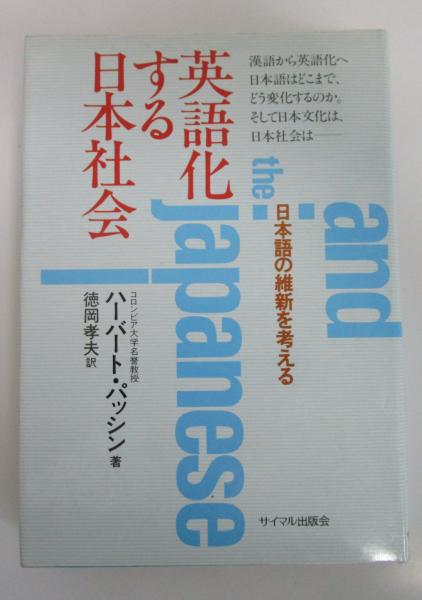 漢語から英語化へ
日本語はどこまで、
どう変化するのか。
そして日本文化は、
日本社会は――
英語化
する
日本社会
日本語の維新を考える
and
the
japanese
コロンビア大学名誉教授
ハーバート・パッシン 著
徳岡孝夫 訳
サイマル出版会